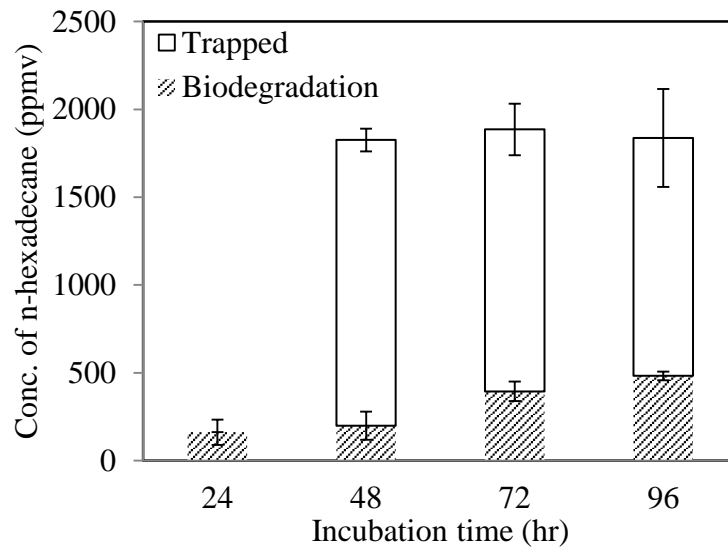 Conc. of n-hexadecane (ppmv)
2500
2000
1500
1000
500
0
Trapped
Biodegradation
24 48 72 96
Incubation time (hr)